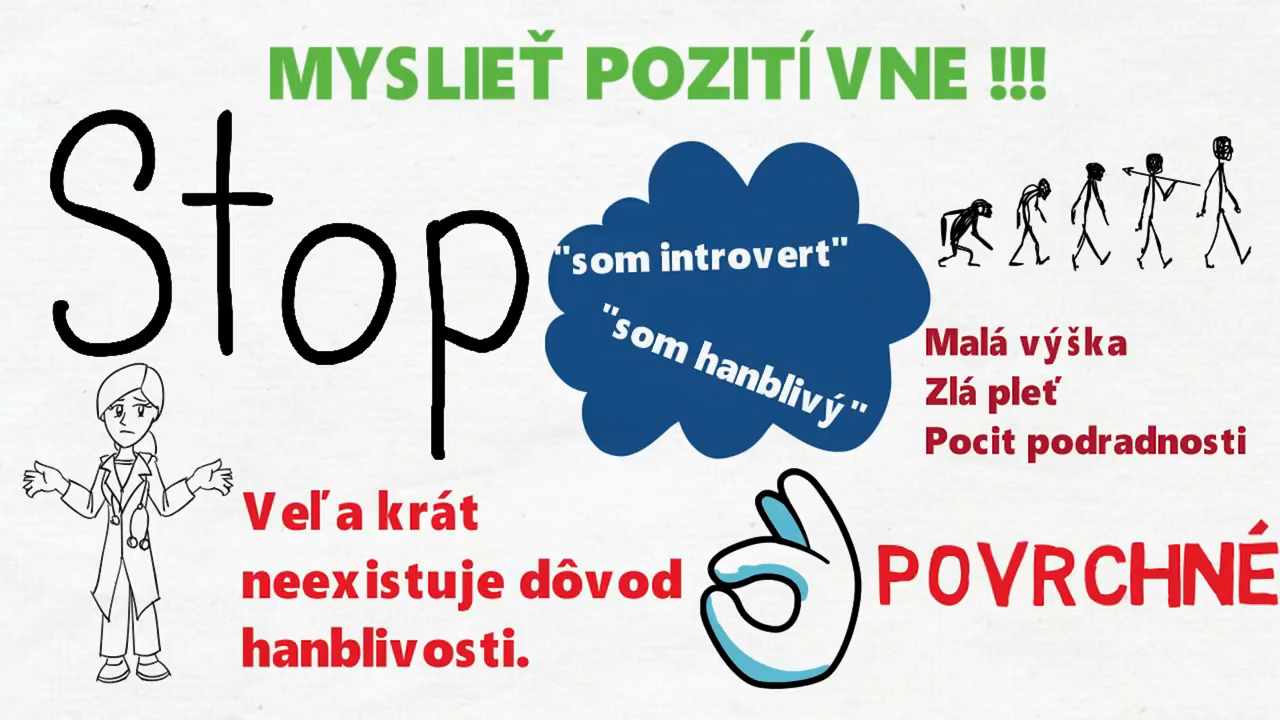 MYSLIEŤ POZITÍVNE !!!
Stop
"som introvert"
"som hanblivý"
Malá výška
Zlá pleť
Pocit podradnosti
Veľa krát
neexistuje dôvod
hanblivosti.
POVRCHNÉ